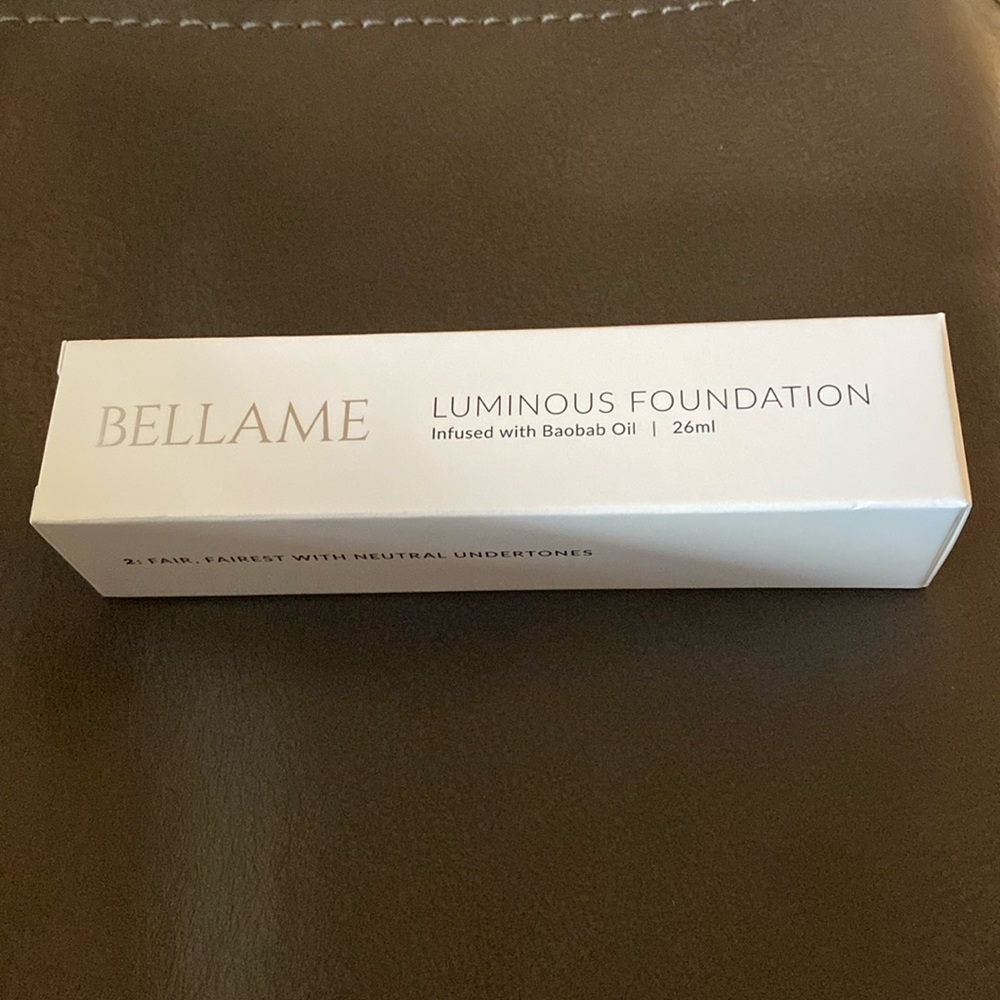 BELLAME
LUMINOUS FOUNDATION
Infused with Baobab Oil | 26ml
2: FAIR, FAIREST WITH NEUTRAL UNDERTONES